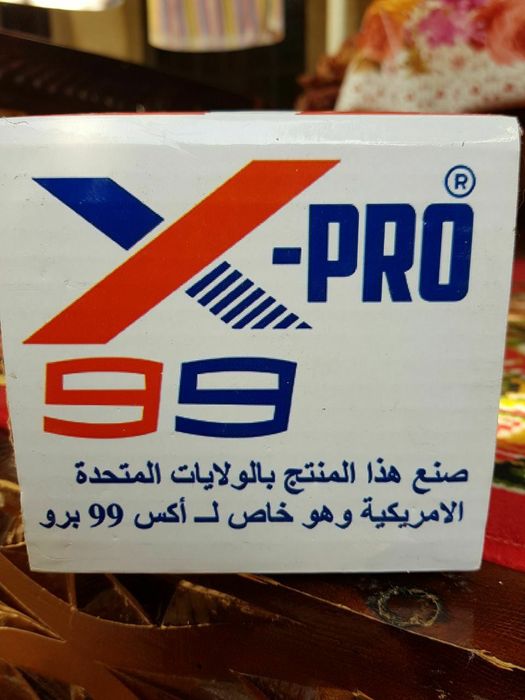 X-PRO®
99
صنع هذا المنتج بالولايات المتحدة
الامريكية وهو خاص لـ أكس 99 برو